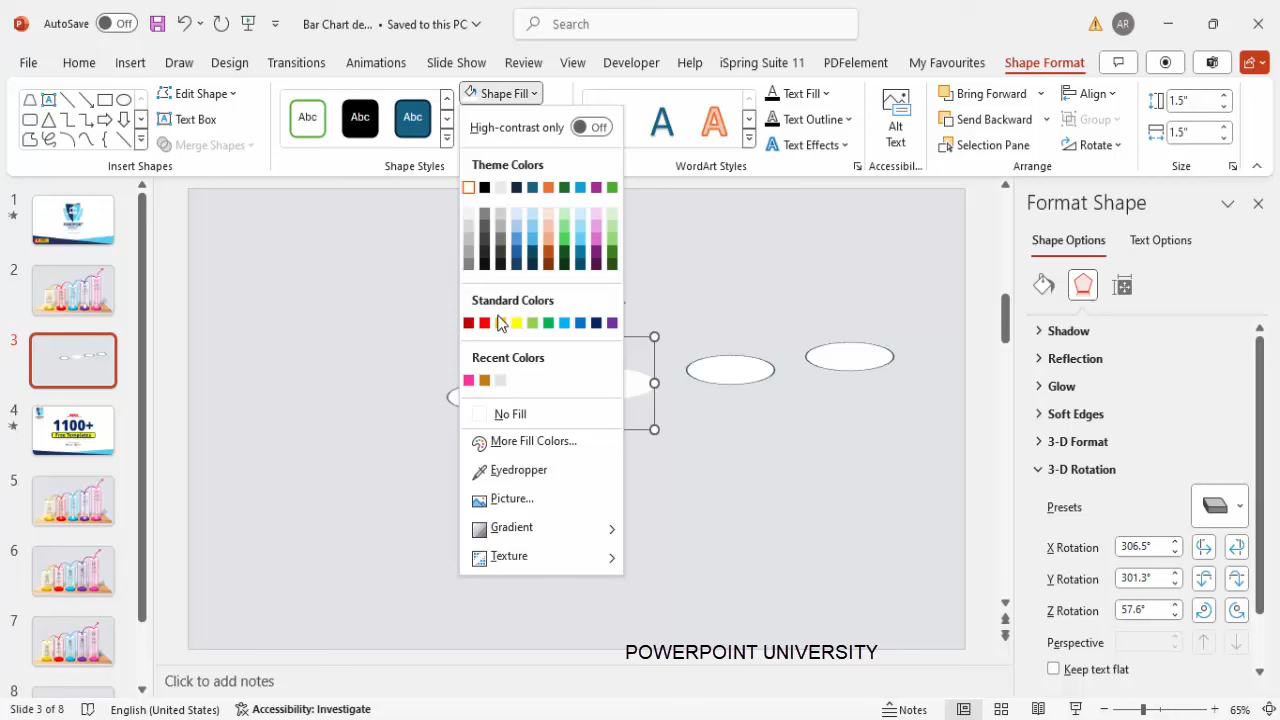 AutoSave Off Bar Chart de... • Saved to this PC Search AR
File Home Insert Draw Design Transitions Animations Slide Show Review View Developer Help iSpring Suite 11 PDFelement My Favourites Shape Format
Edit Shape
Text Box
Merge Shapes
Insert Shapes
Abc Abc Abc
Shape Styles
Shape Fill
High-contrast only Off
Theme Colors
Standard Colors
Recent Colors
No Fill
More Fill Colors...
Eyedropper
Picture...
Gradient
Texture
A A
WordArt Styles
Text Fill
Text Outline
Text Effects
Alt
Text
Accessibil...
Bring Forward
Send Backward
Selection Pane
Align
Group
Rotate
Arrange
1.5"
1.5"
Size
1
2
3
4
1100+
5
6
7
8
Format Shape
Shape Options Text Options
Shadow
Reflection
Glow
Soft Edges
3-D Format
3-D Rotation
Presets
X Rotation 306.5°
Y Rotation 301.3°
Z Rotation 57.6°
Perspective
Keep text flat
POWERPOINT UNIVERSITY
Click to add notes
Slide 3 of 8 English (United States) Accessibility: Investigate Notes 65%